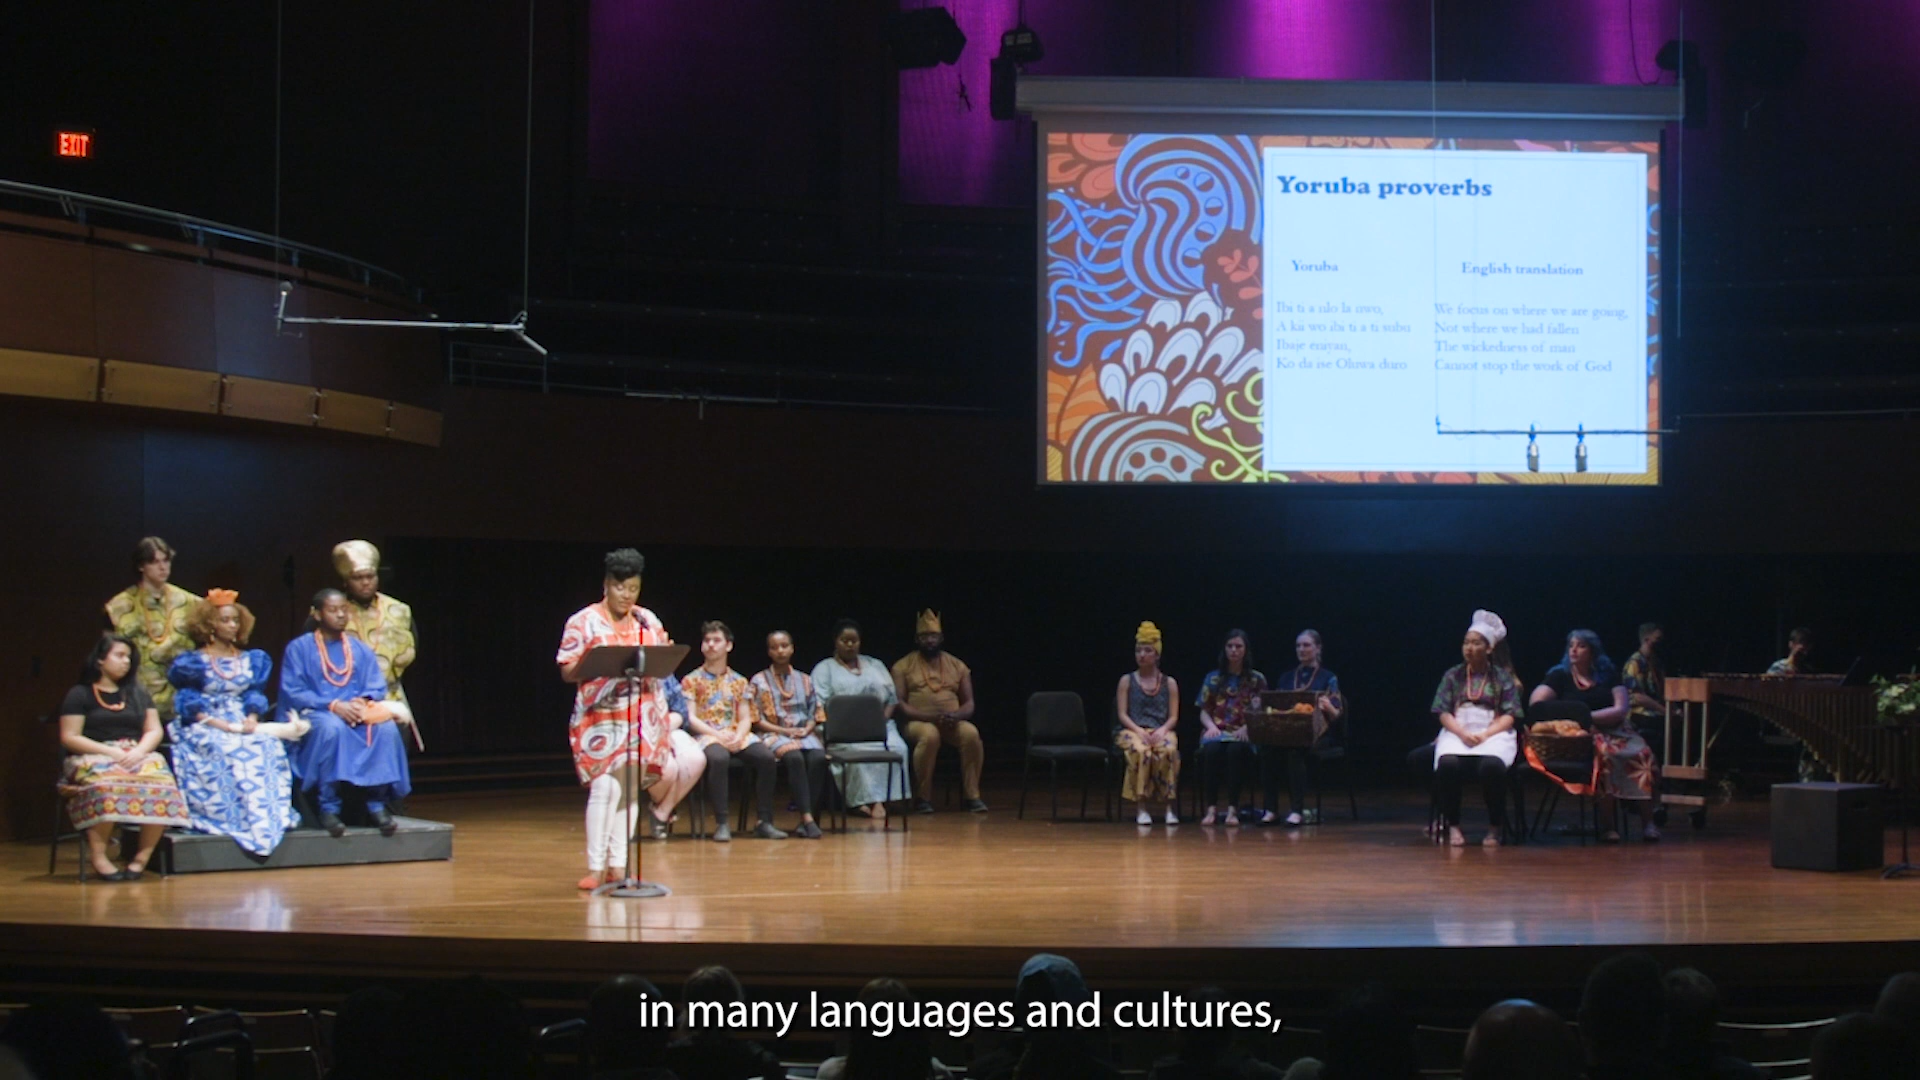 EXIT
Yoruba proverbs
Yoruba
English translation
Ibi ti a nlo la nwo,
A kii wo ibi ti a ti subu
Ibaje eniyan,
Ko da ise Oluwa duro
We focus on where we are going,
Not where we had fallen
The wickedness of man
Cannot stop the work of God
in many languages and cultures,